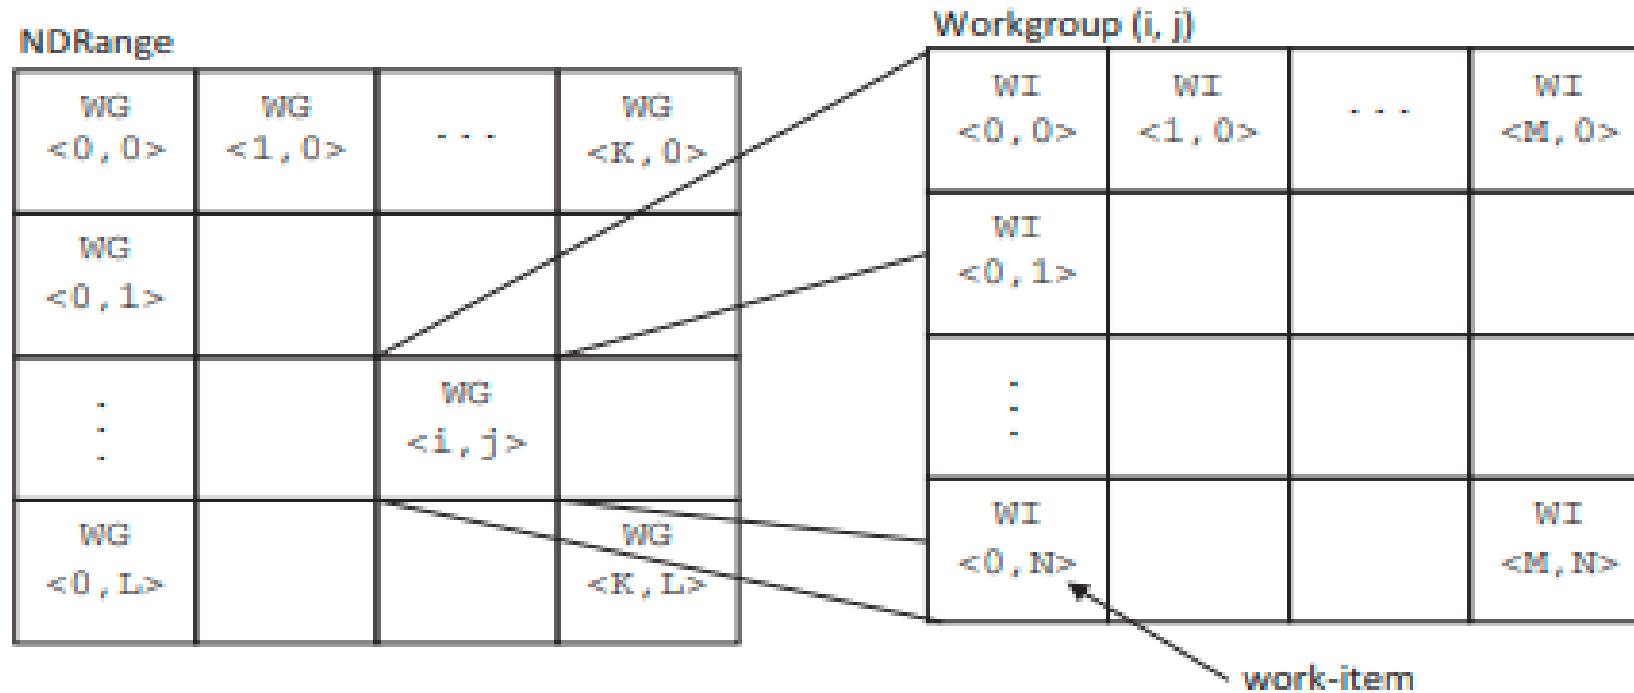 NDRange
WG WG WG
<0,0> <1,0> ... <K,0>
WG
<0,1>
WG
<i,j>
WG WG
<0,L> <K,L>
Workgroup (i, j)
WI WI WI
<0,0> <1,0> ... <M,0>
WI
<0,1>
WI WI
<0,N> <M,N>
work-item